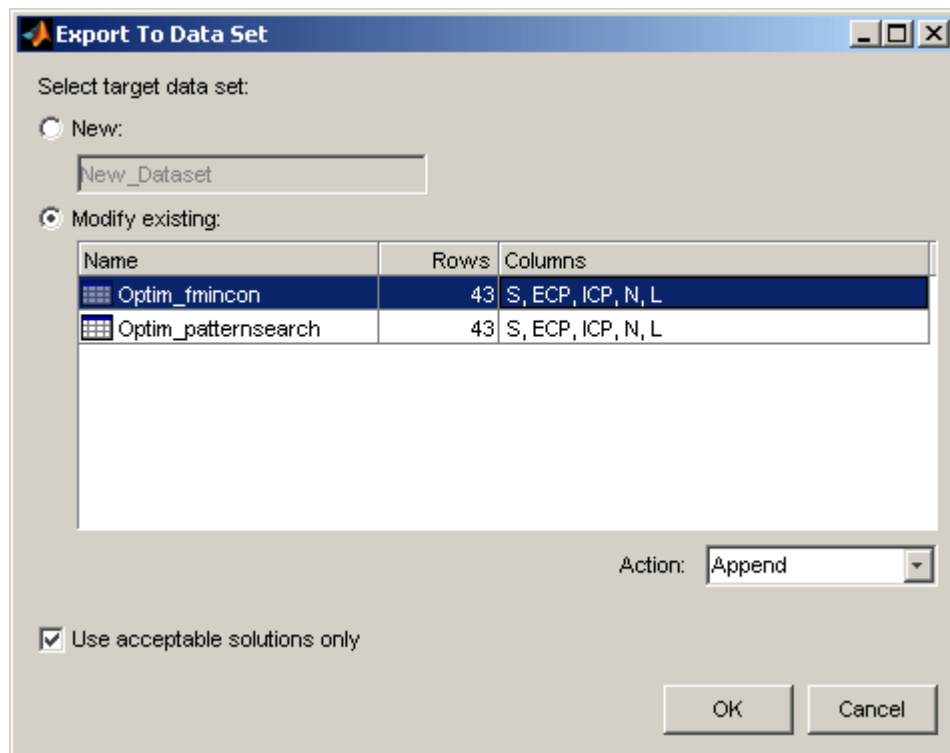 Export To Data Set
Select target data set:
New:
New_Dataset
Modify existing:
Name Rows Columns
Optim_fmincon 43 S, ECP, ICP, N, L
Optim_patternsearch 43 S, ECP, ICP, N, L
Action: Append
Use acceptable solutions only
OK Cancel